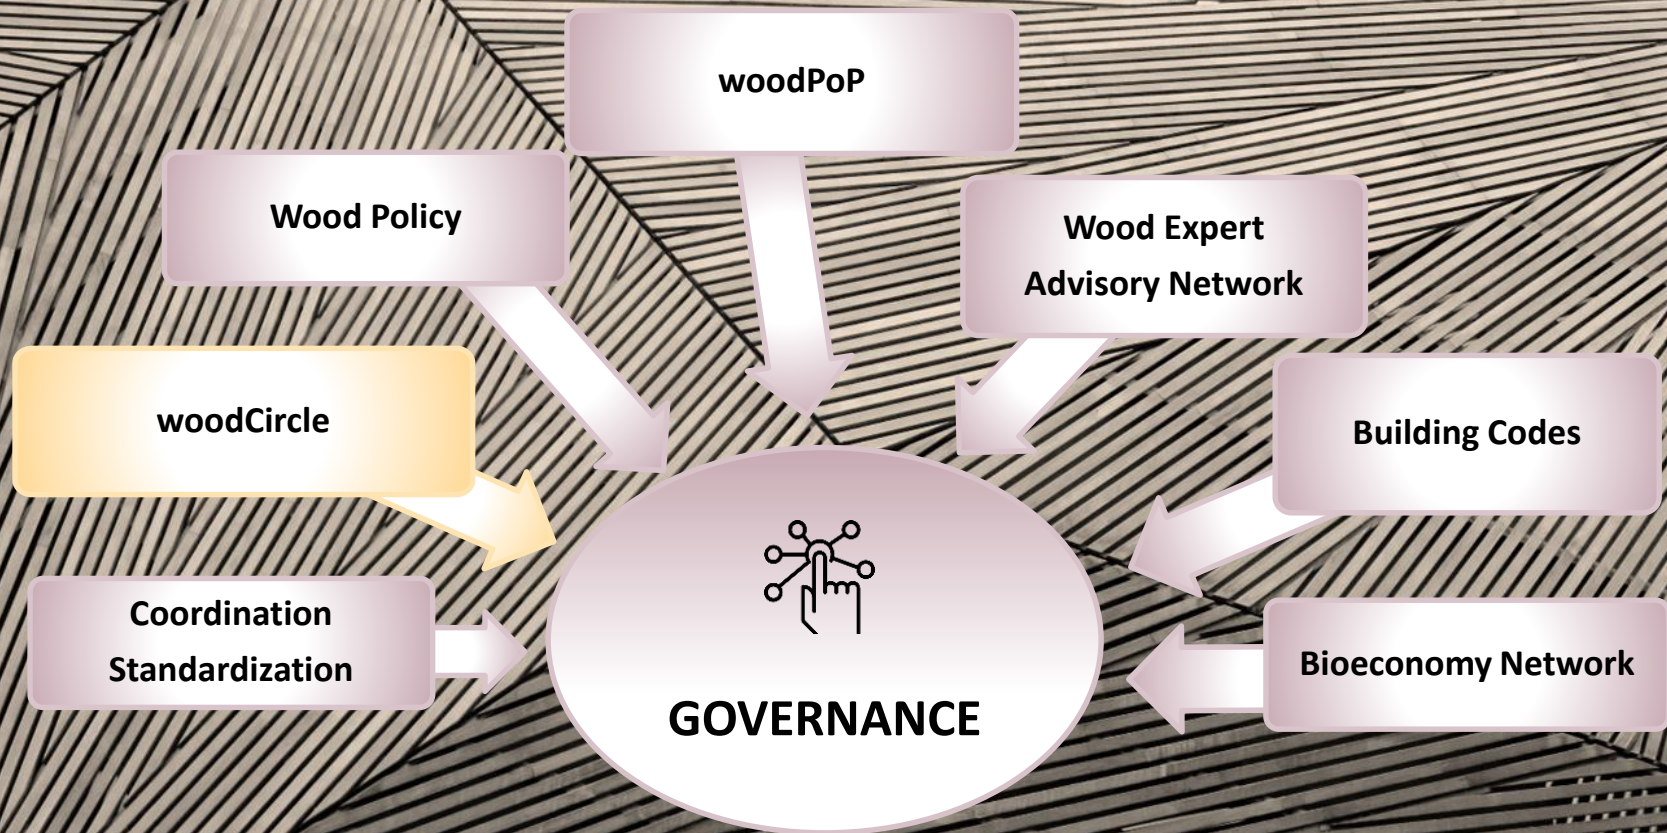 woodPoP
Wood Policy
Wood Expert
Advisory Network
woodCircle
Building Codes
Coordination
Standardization
Bioeconomy Network
GOVERNANCE